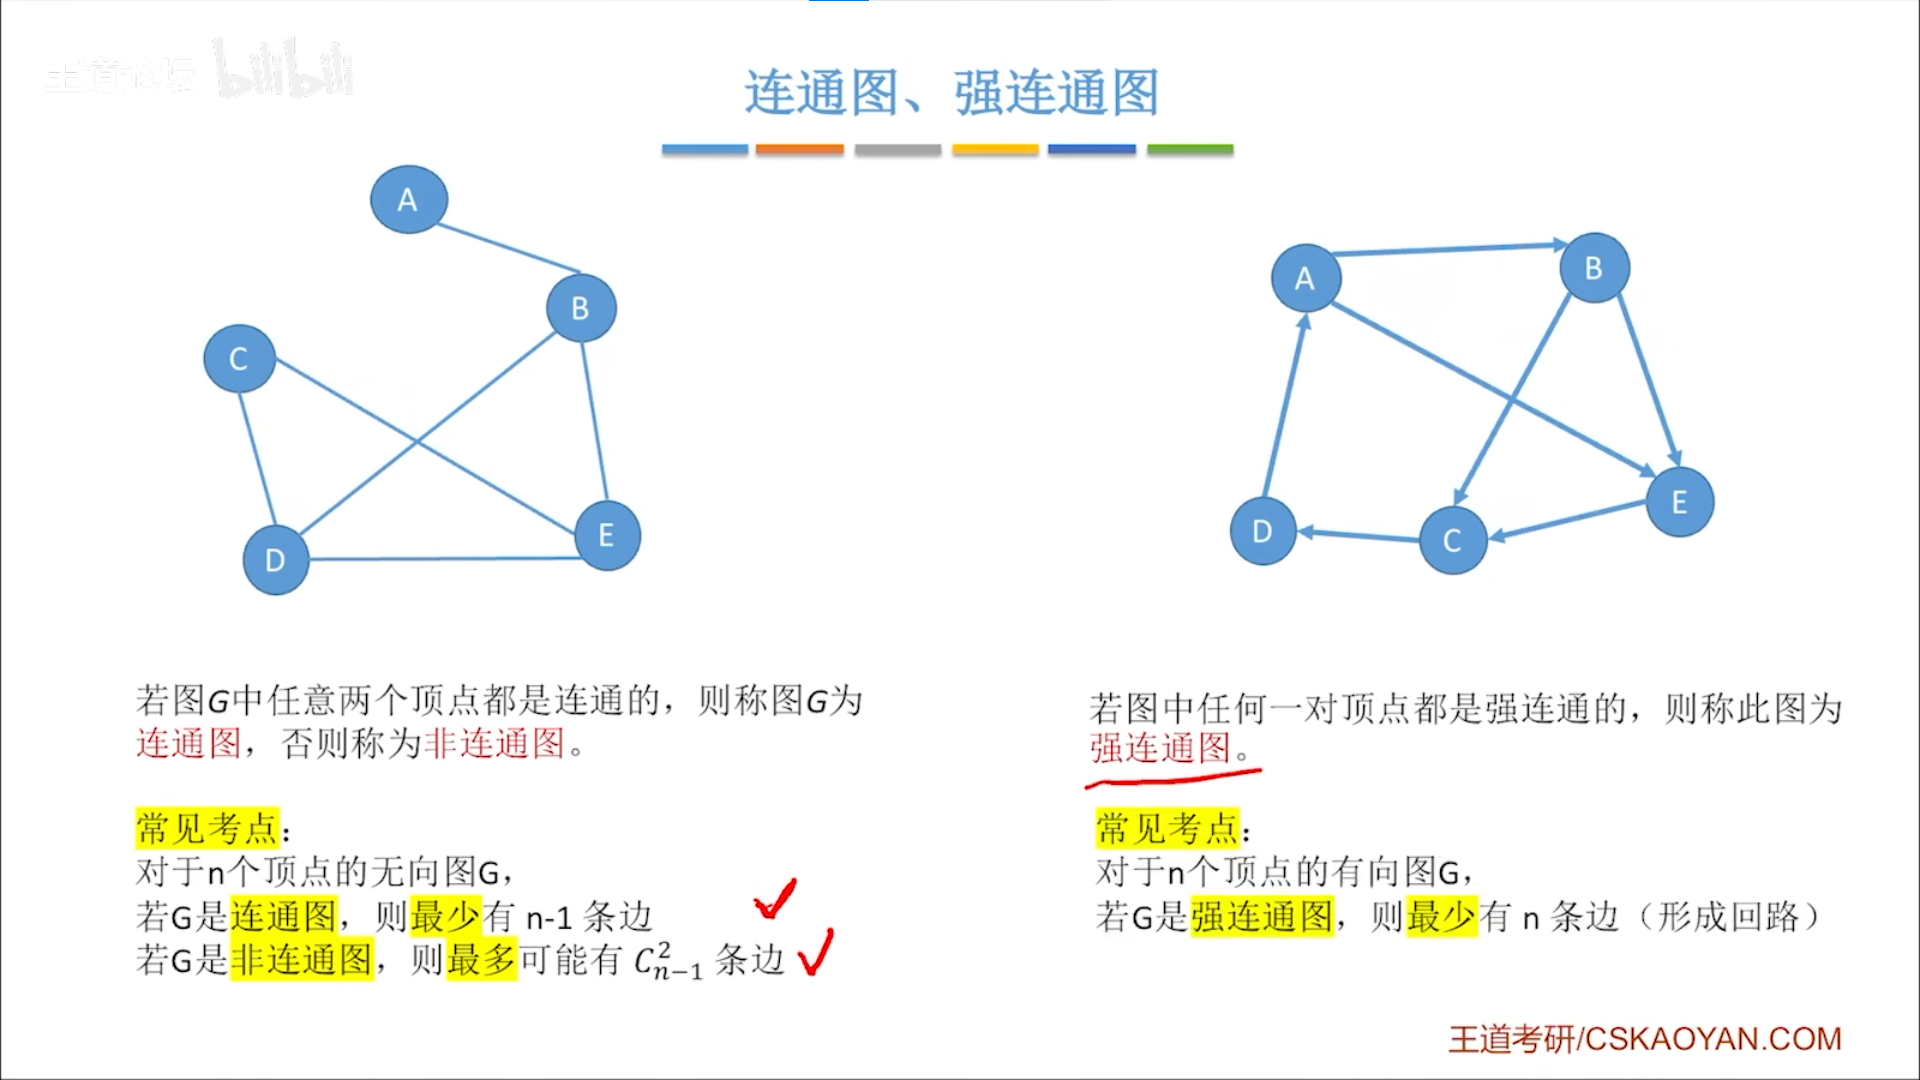 王道论坛 bilibili
连通图、强连通图
A
B
C
D
E
A
B
C
D
E
若图G中任意两个顶点都是连通的，则称图G为
连通图，否则称为非连通图。
常见考点：
对于n个顶点的无向图G，
若G是连通图，则最少有 n-1 条边
若G是非连通图，则最多可能有 $C_{n-1}^{2}$ 条边
若图中任何一对顶点都是强连通的，则称此图为
强连通图。
常见考点：
对于n个顶点的有向图G，
若G是强连通图，则最少有 n 条边（形成回路）
王道考研/CSKAOYAN.COM